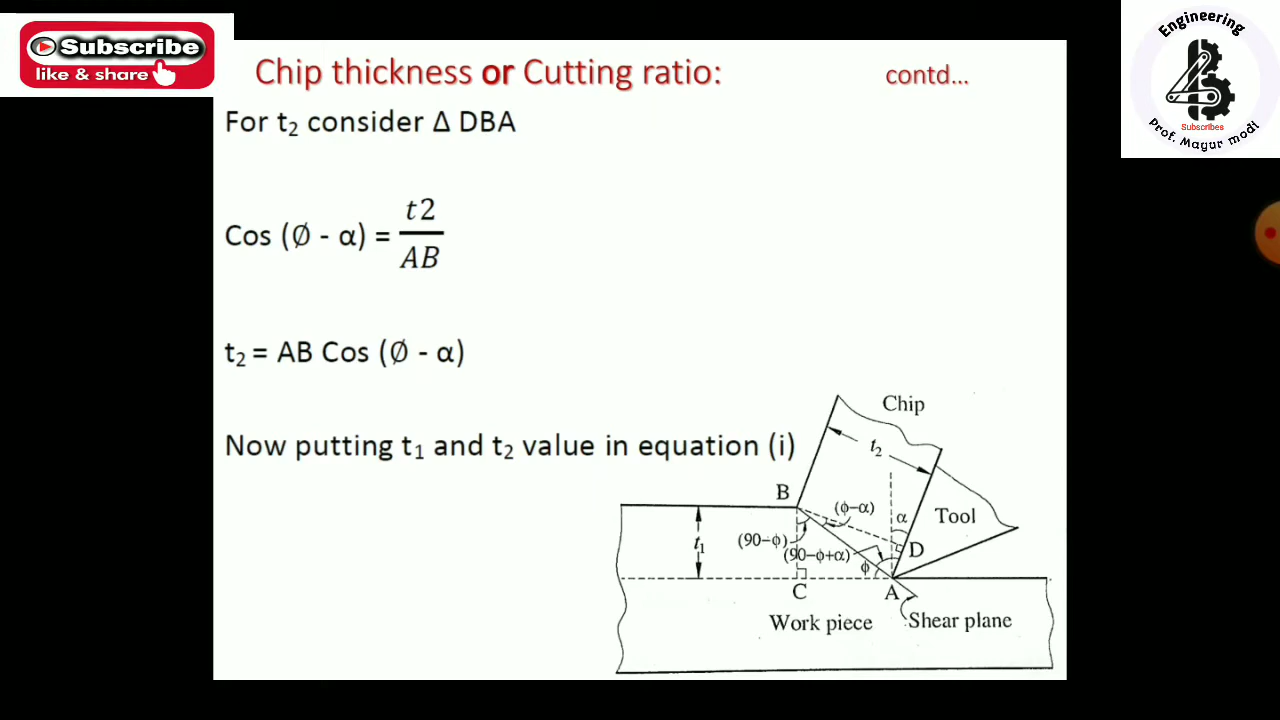 Subscribe
like & share
Engineering
Subscribes
Prof. Mayur modi
Chip thickness or Cutting ratio:
contd...
For t₂ consider Δ DBA
Cos (Ø - α) = t2/AB
t₂ = AB Cos (Ø - α)
Now putting t₁ and t₂ value in equation (i)
Chip
t₂
B
(ϕ−α)
α
Tool
t₁
(90−ϕ)
(90−ϕ+α)
ϕ
D
C
A
Work piece
Shear plane